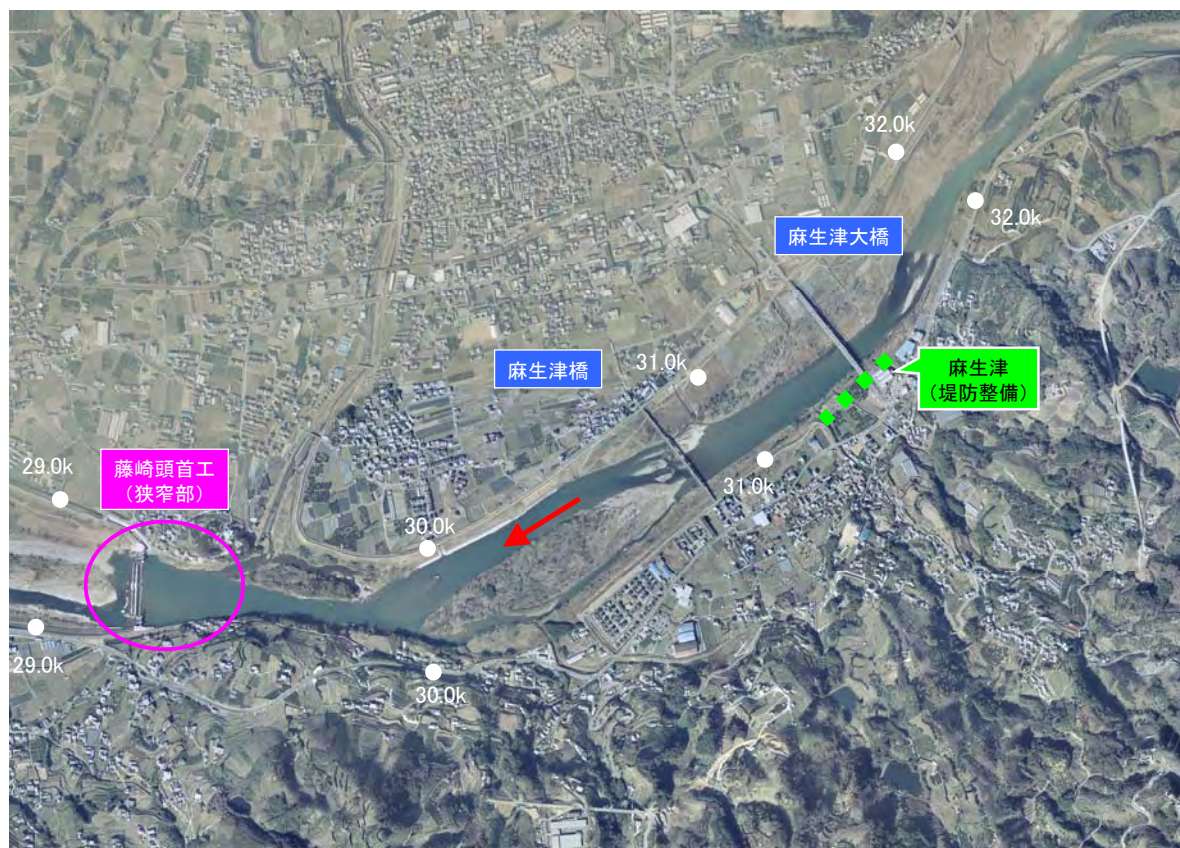 32.0k
32.0k
麻生津大橋
麻生津橋
31.0k
麻生津
（堤防整備）
藤崎頭首工
（狭窄部）
29.0k
31.0k
30.0k
29.0k
30.0k